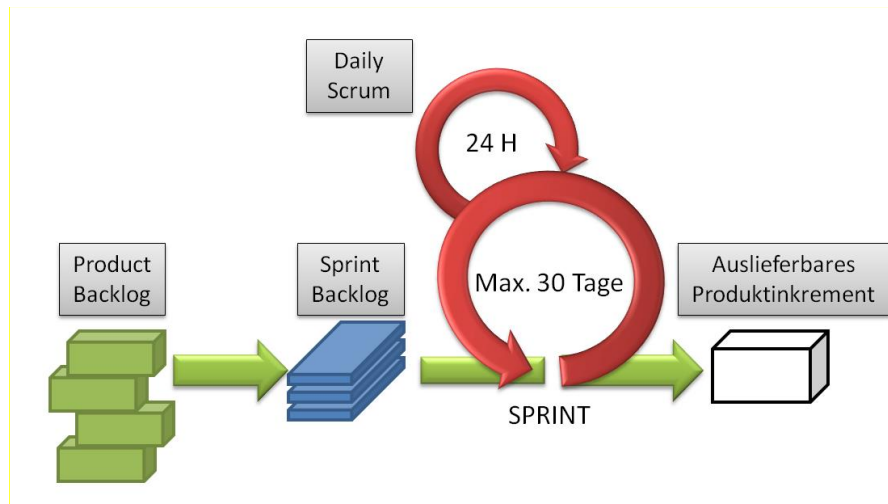 Daily
Scrum
24 H
Product
Backlog
Sprint
Backlog
Max. 30 Tage
Auslieferbares
Produktinkrement
SPRINT